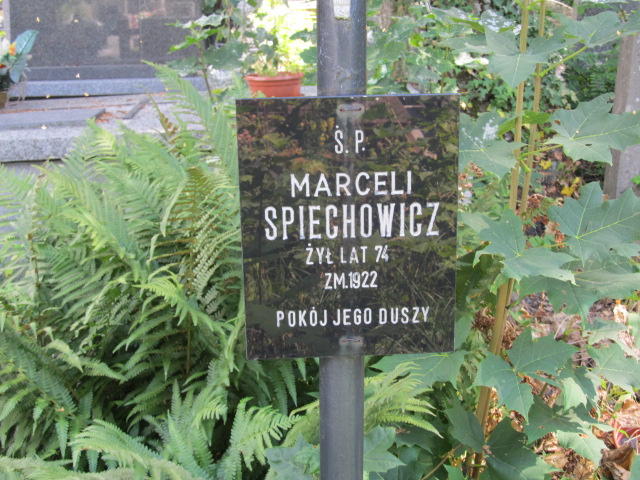 Ś. P.
MARCELI
SPIECHOWICZ
ŻYŁ LAT 74
ZM.1922
POKÓJ JEGO DUSZY